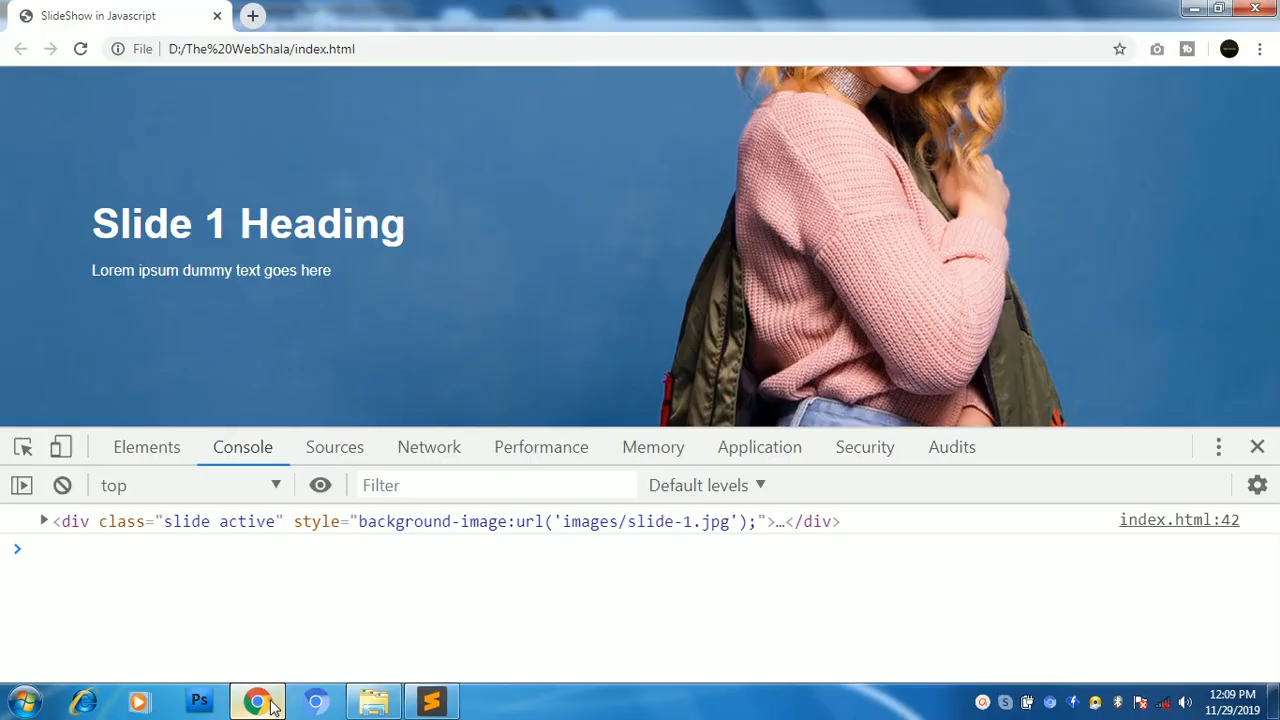 SlideShow in Javascript
File D:/The%20WebShala/index.html
Slide 1 Heading
Lorem ipsum dummy text goes here
Elements Console Sources Network Performance Memory Application Security Audits
top Filter Default levels
<div class="slide active" style="background-image:url('images/slide-1.jpg');">…</div> index.html:42
Ps
12:09 PM
11/29/2019